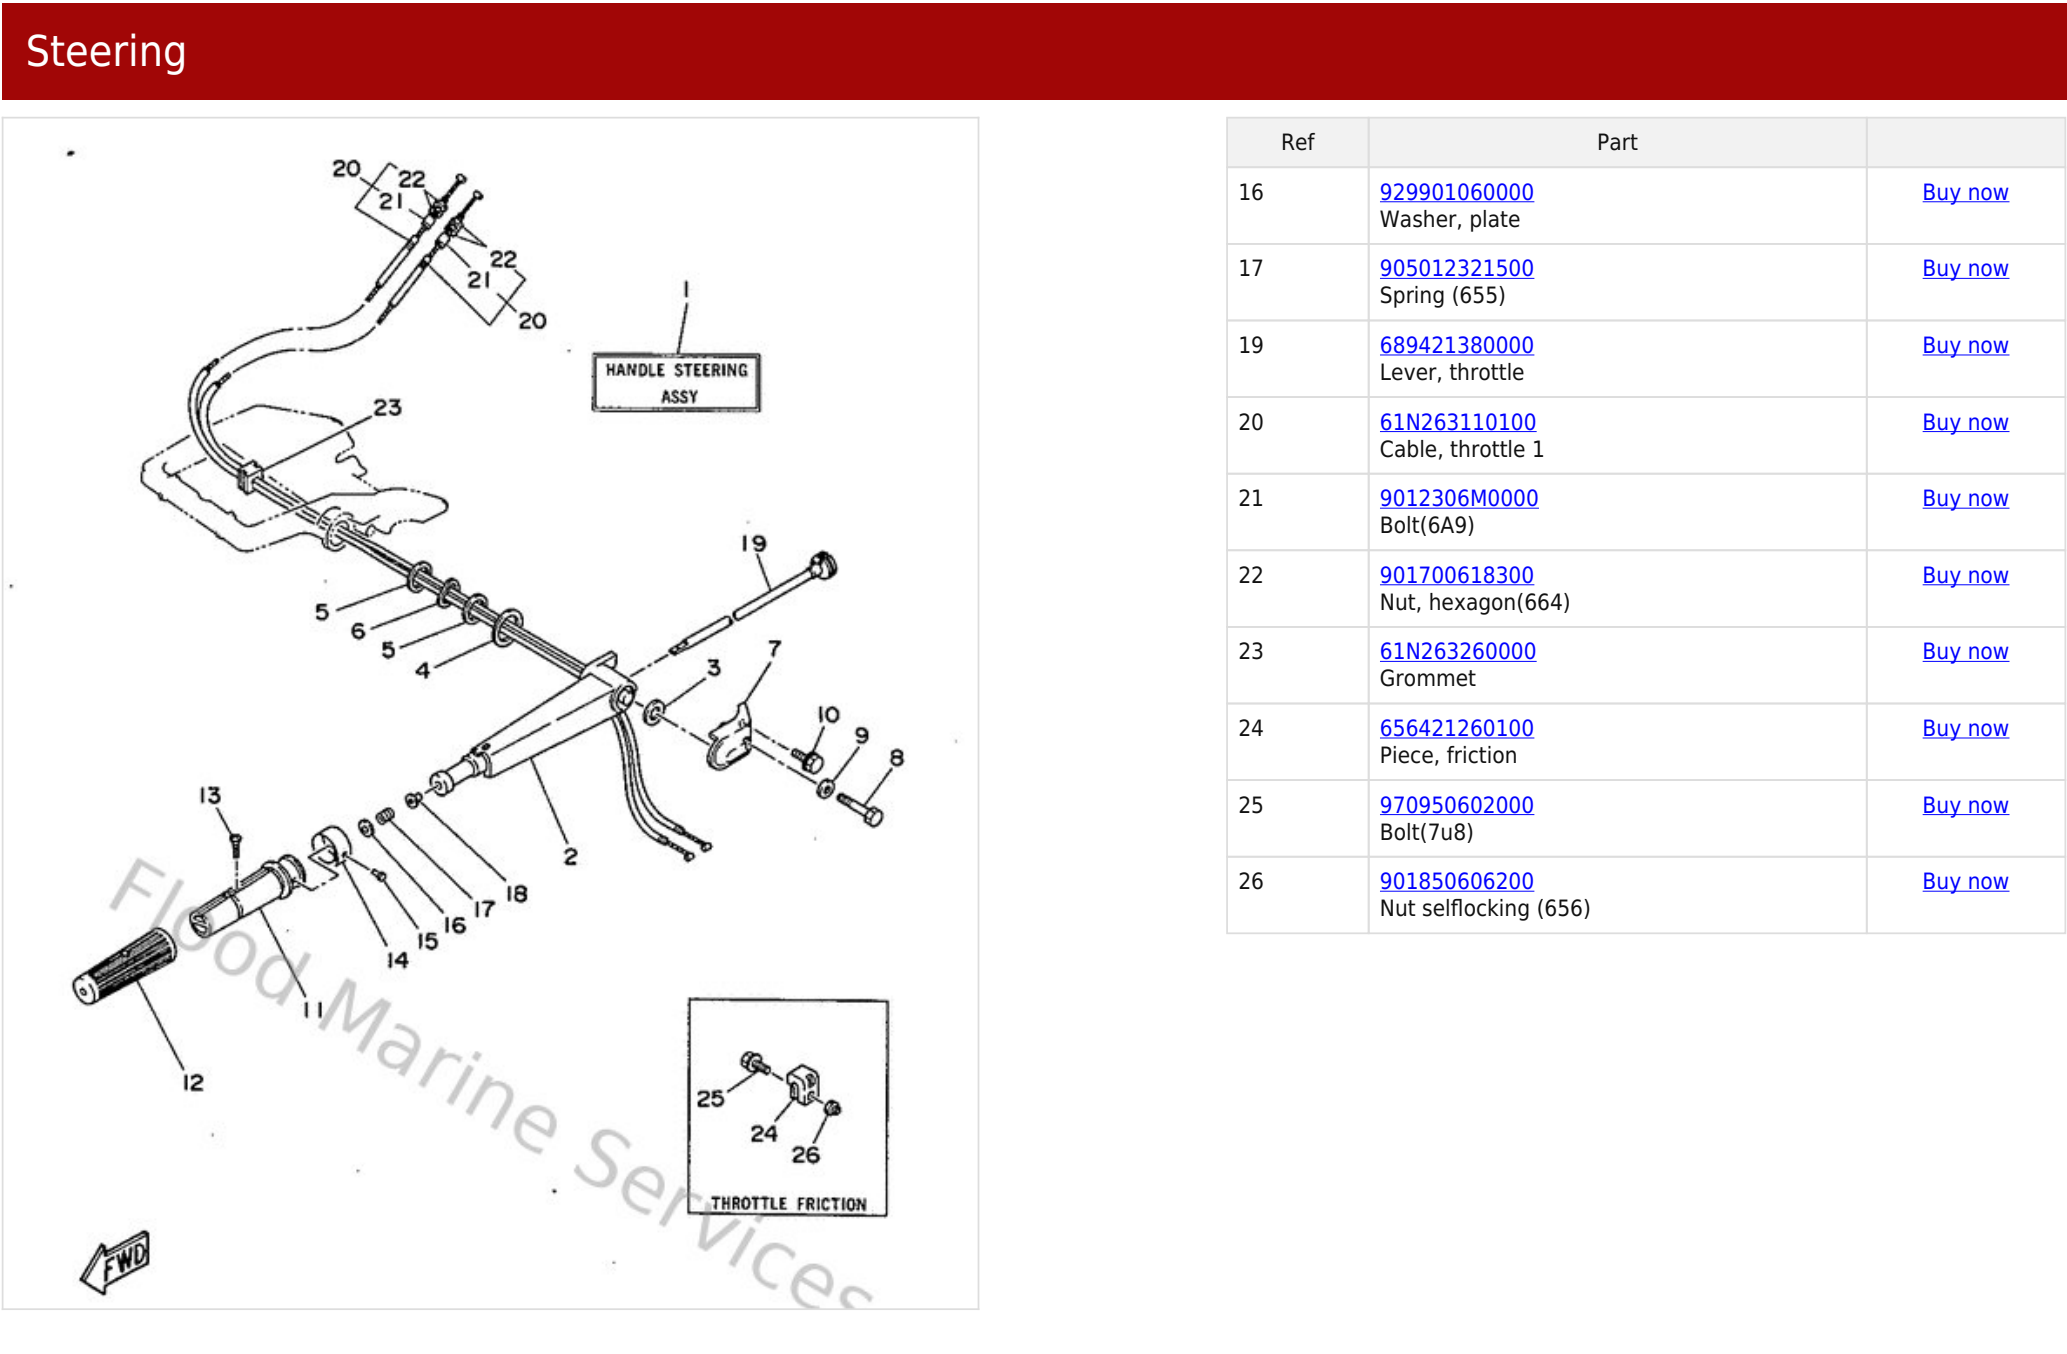 Steering
20
22
21
22
21
20
1
HANDLE STEERING
ASSY
23
19
5
6
5
4
3
7
10
9
8
13
2
18
17
16
15
14
11
12
25
24
26
THROTTLE FRICTION
FWD
Flood Marine Services
Ref Part
16 929901060000 Buy now
Washer, plate
17 905012321500 Buy now
Spring (655)
19 689421380000 Buy now
Lever, throttle
20 61N263110100 Buy now
Cable, throttle 1
21 9012306M0000 Buy now
Bolt(6A9)
22 901700618300 Buy now
Nut, hexagon(664)
23 61N263260000 Buy now
Grommet
24 656421260100 Buy now
Piece, friction
25 970950602000 Buy now
Bolt(7u8)
26 901850606200 Buy now
Nut selflocking (656)